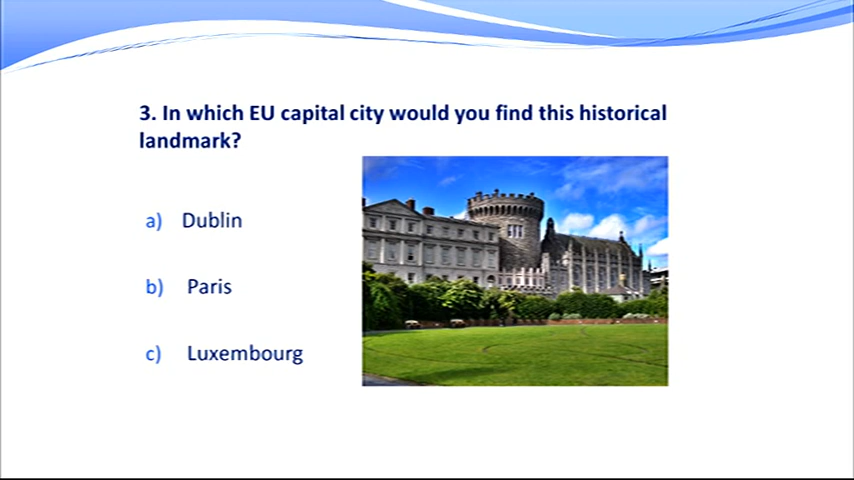 3. In which EU capital city would you find this historical
landmark?
a) Dublin
b) Paris
c) Luxembourg